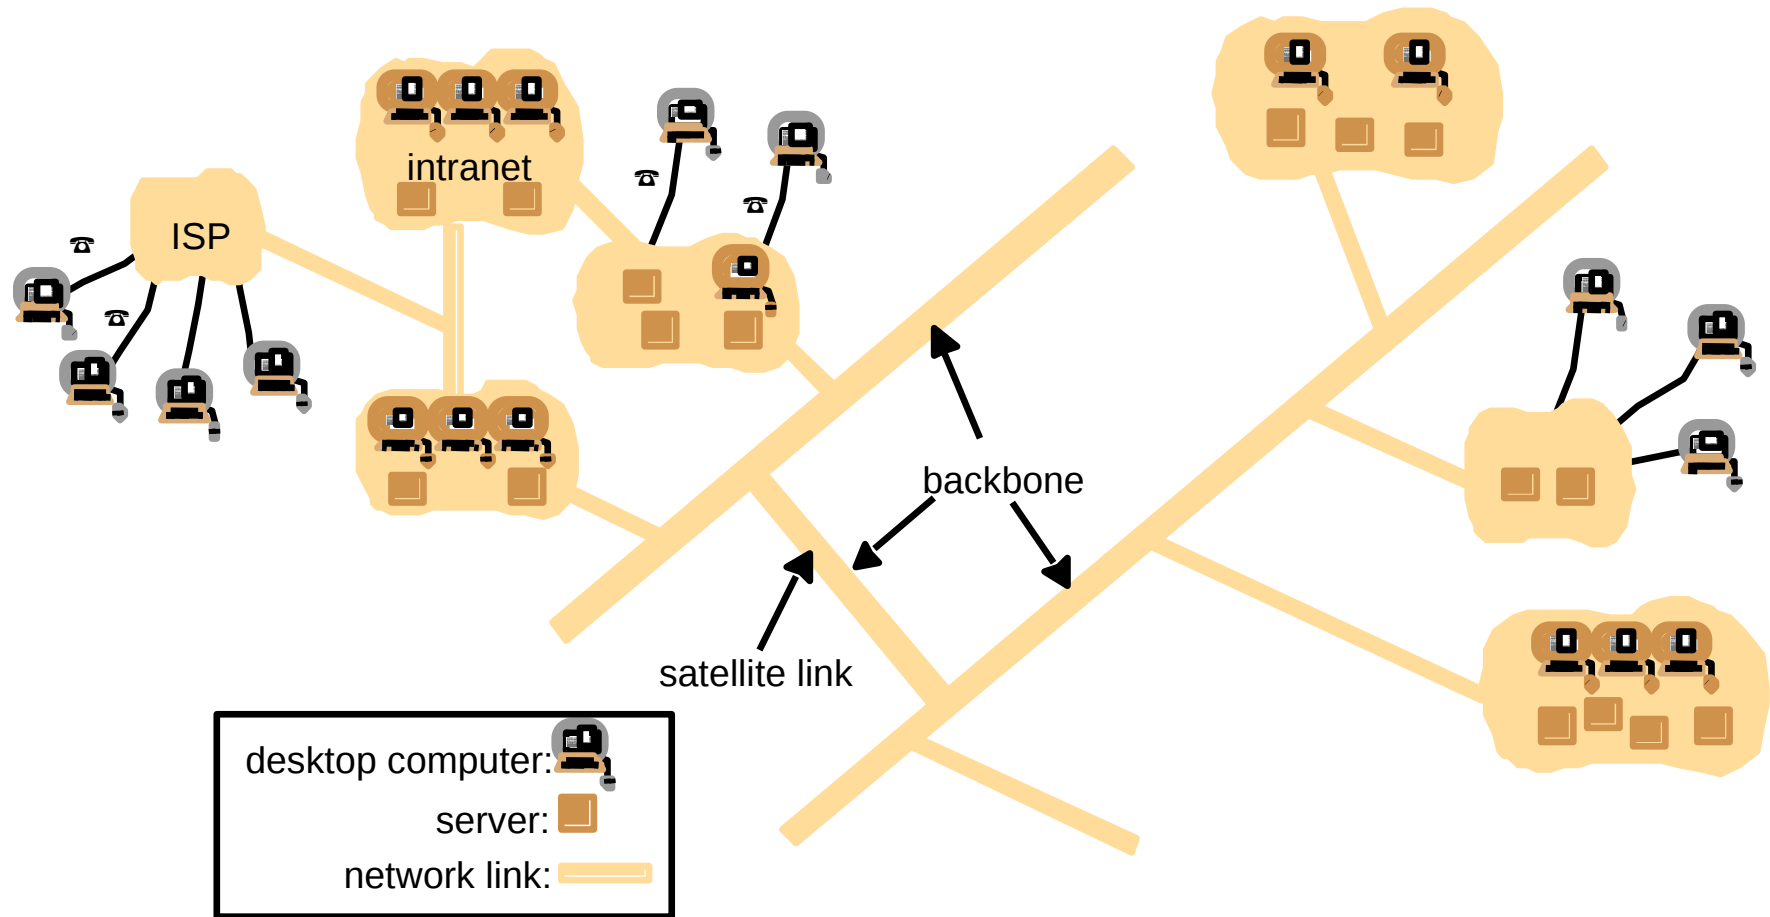 intranet
ISP
backbone
satellite link
desktop computer:
server:
network link: